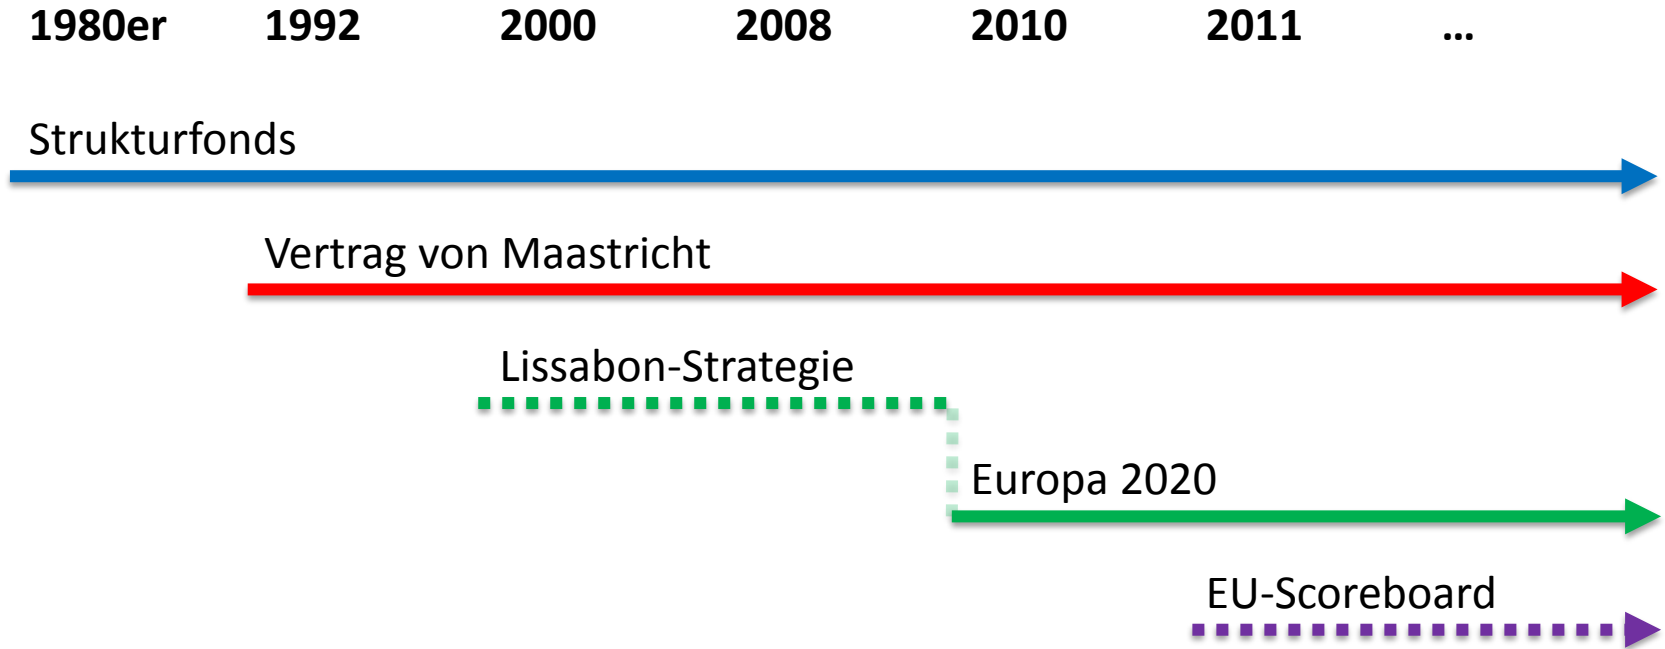 1980er 1992 2000 2008 2010 2011 ...
Strukturfonds
Vertrag von Maastricht
Lissabon-Strategie
Europa 2020
EU-Scoreboard